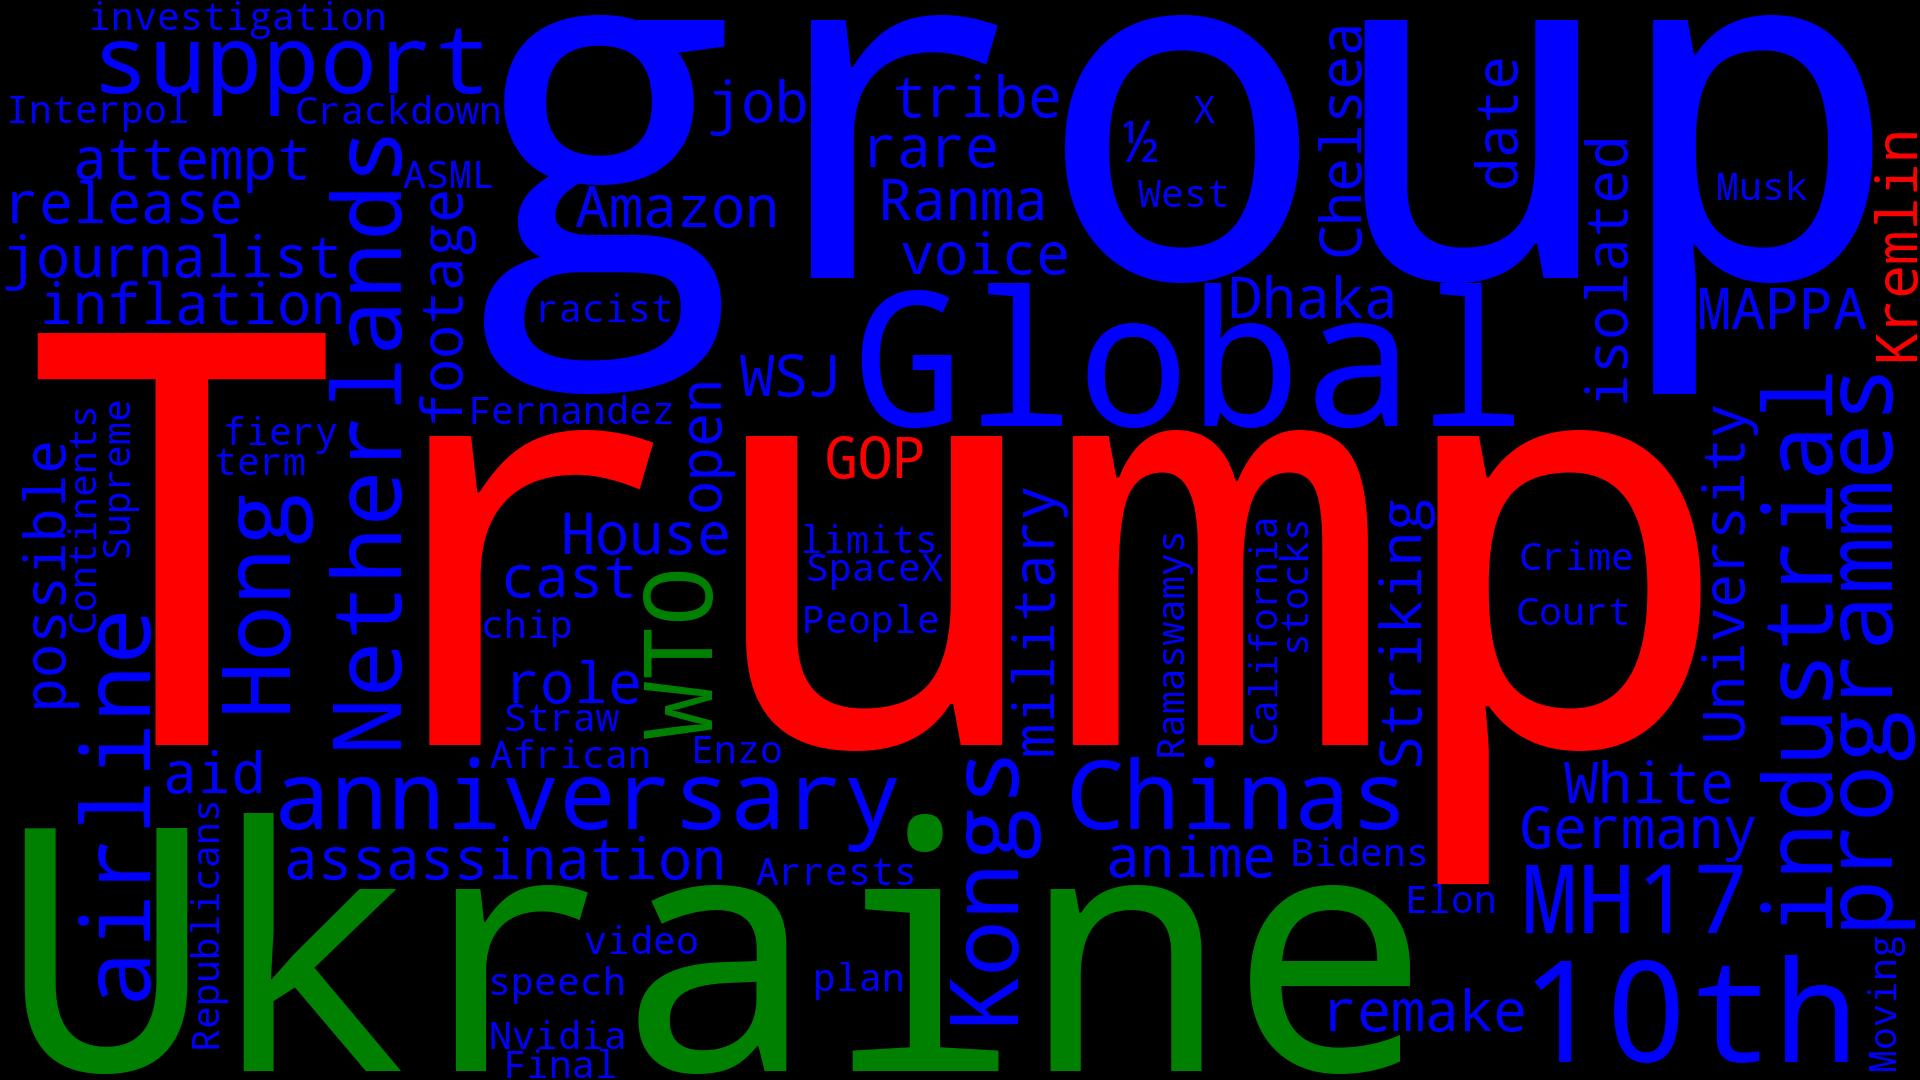 investigation
support
group
Interpol
Crackdown
job
tribe
½
X
Chelsea
date
attempt
ASML
rare
West
Musk
Kremlin
release
Amazon
Ranma
isolated
journalist
footage
voice
inflation
racist
Dhaka
MAPPA
Netherlands
Global
WSJ
Trump
Fernandez
open
GOP
fiery
term
Continents
Supreme
possible
Hong
House
limits
SpaceX
People
cast
chip
WTO
role
Straw
African
Enzo
military
Ramaswamys
California
stocks
Striking
Crime
Court
University
industrial
programmes
airline
aid
anniversary
Chinas
White
Germany
assassination
Arrests
Kongs
anime
Bidens
Elon
MH17
Ukraine
Republicans
video
speech
plan
Nvidia
Final
remake
10th
Moving